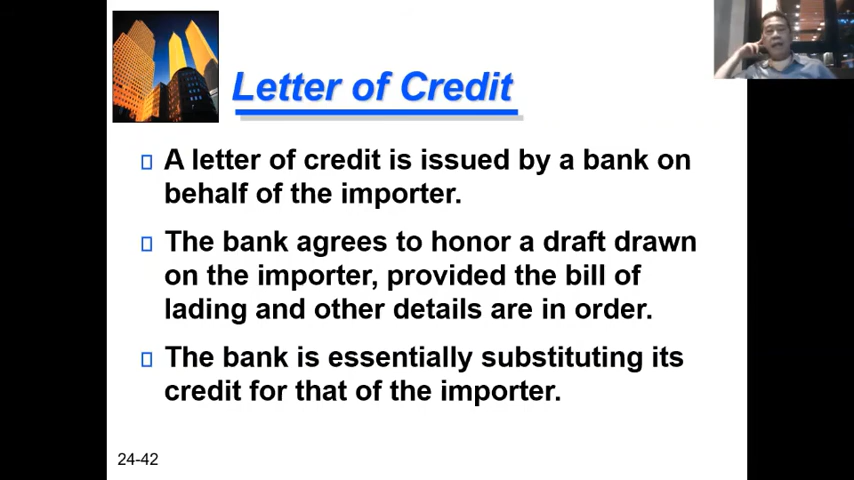 Letter of Credit
A letter of credit is issued by a bank on
behalf of the importer.
The bank agrees to honor a draft drawn
on the importer, provided the bill of
lading and other details are in order.
The bank is essentially substituting its
credit for that of the importer.
24-42